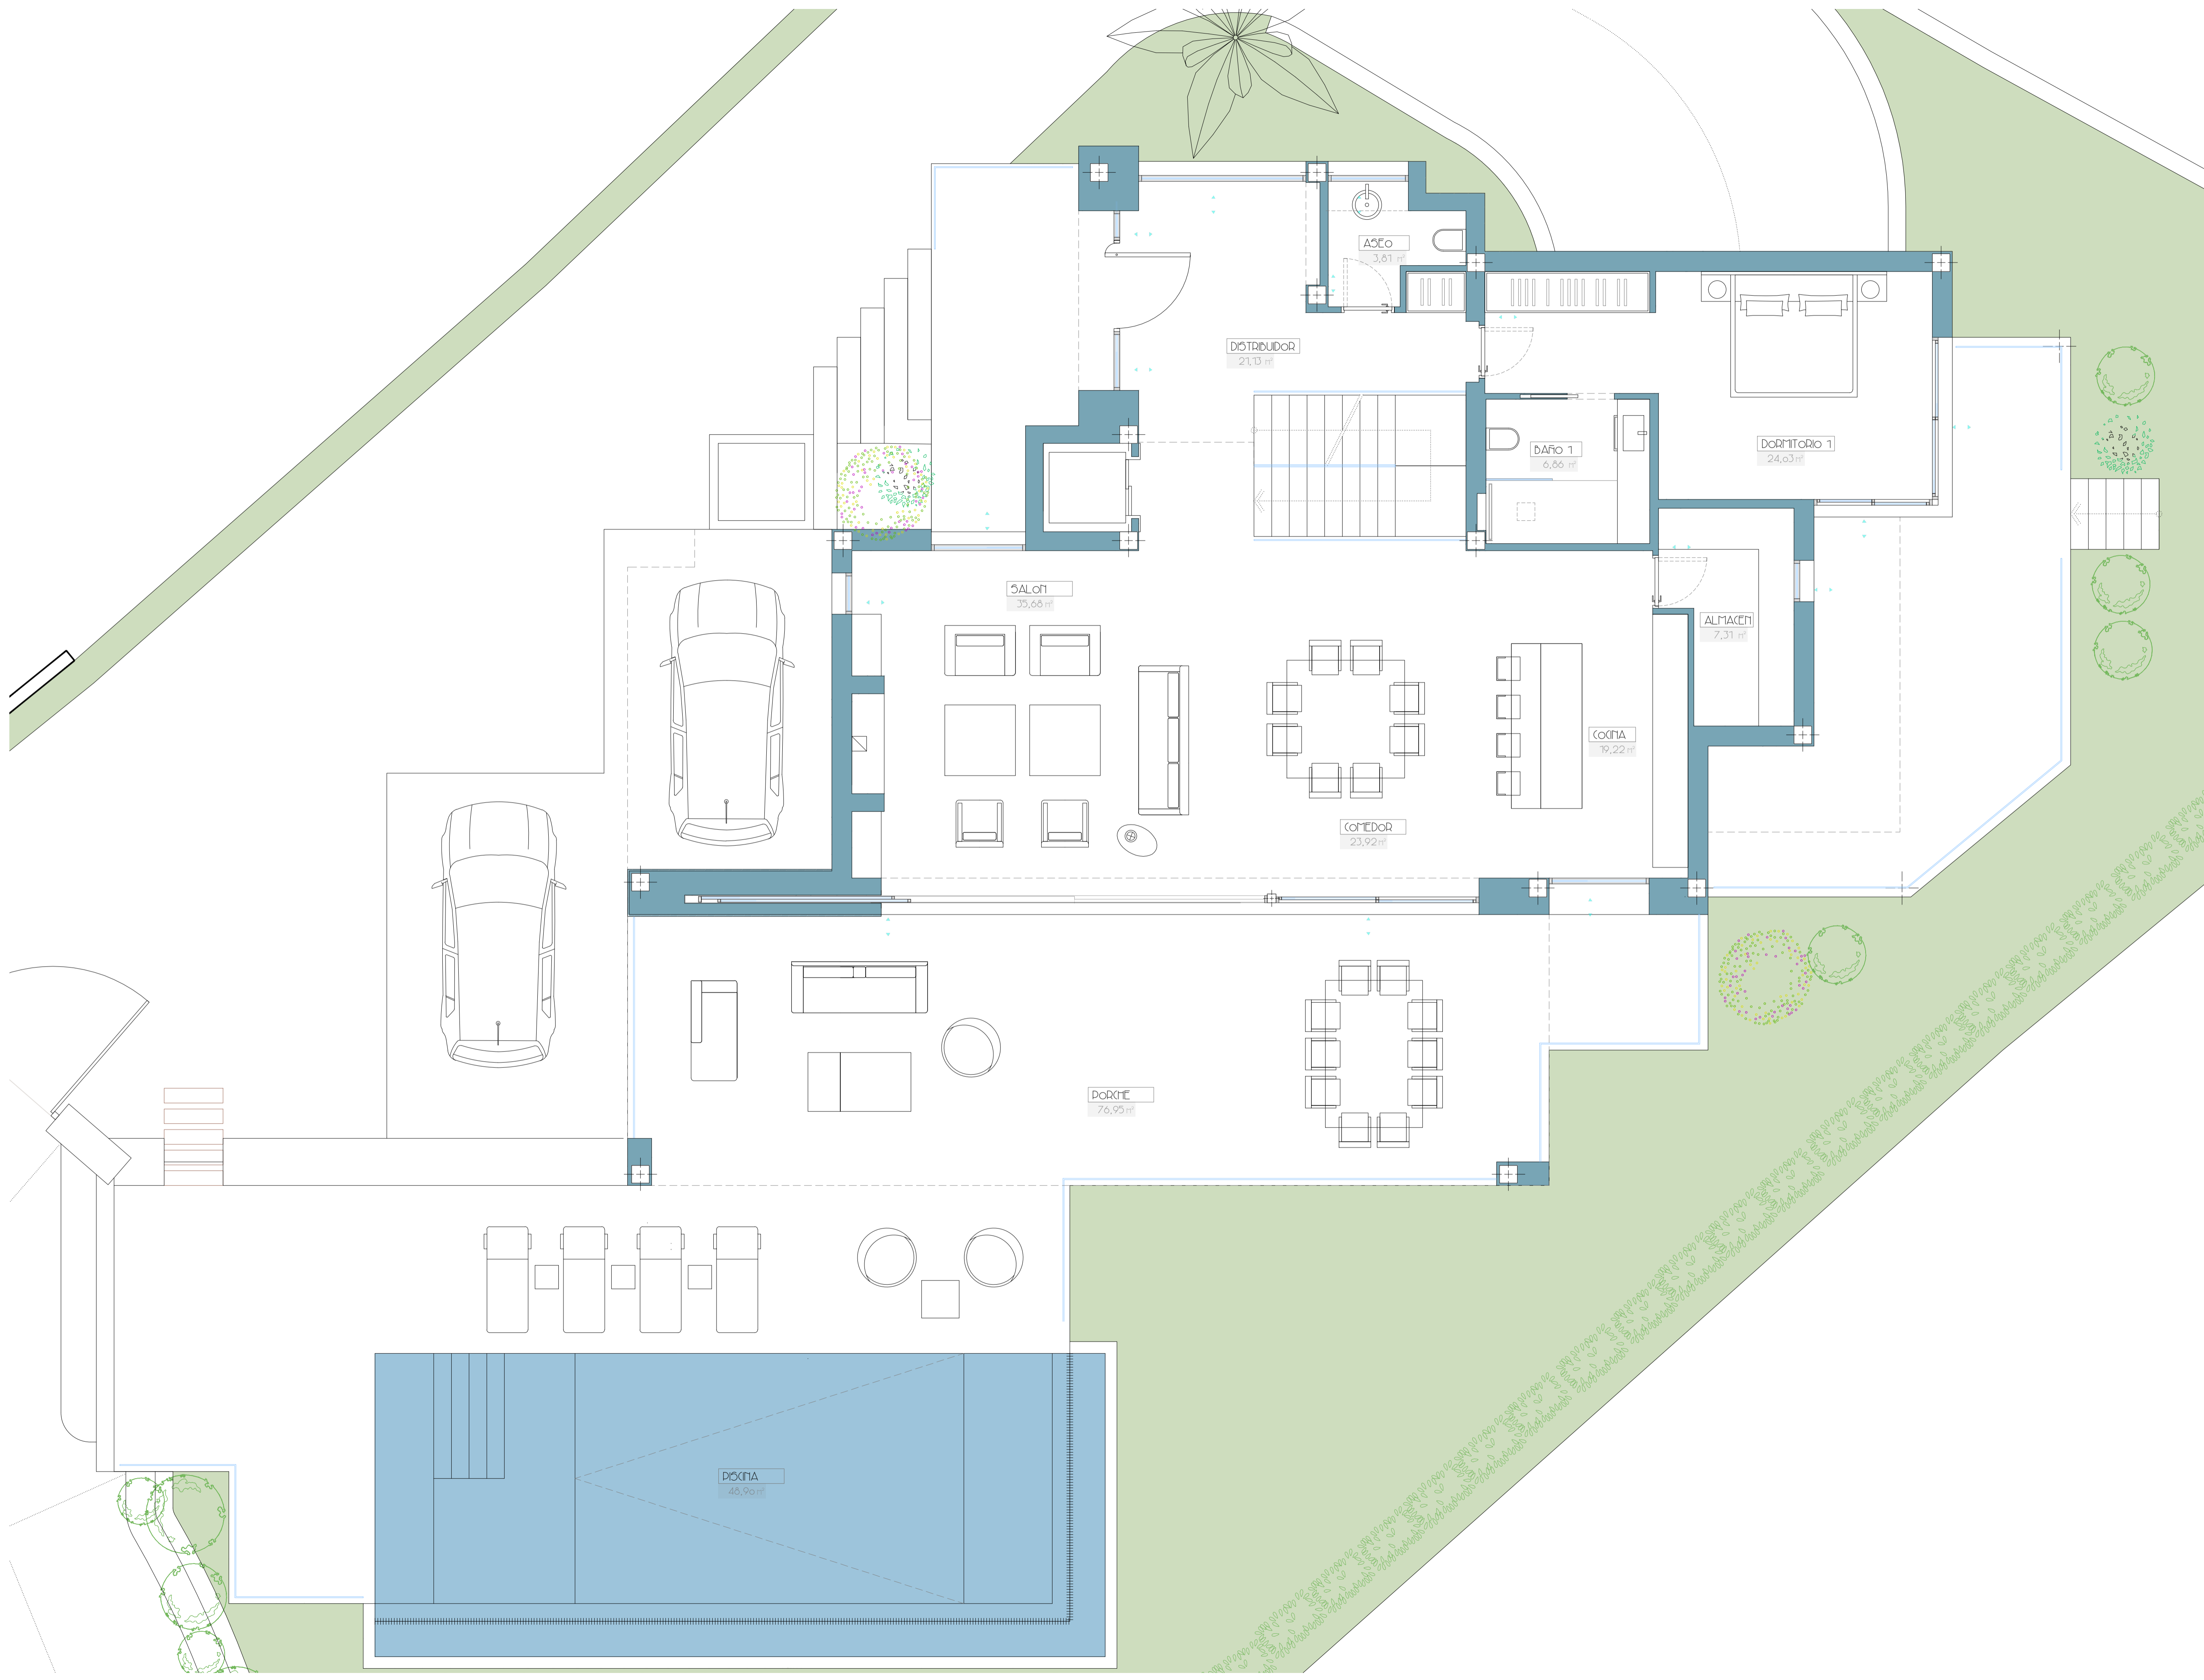 ASEO
3,81 m²
DISTRIBUIDOR
21,13 m²
BAÑO 1
6,86 m²
DORMITORIO 1
24,03 m²
SALON
35,68 m²
ALMACEN
7,31 m²
COCINA
19,22 m²
COMEDOR
23,92 m²
PORCHE
76,95 m²
PISCINA
48,90 m²